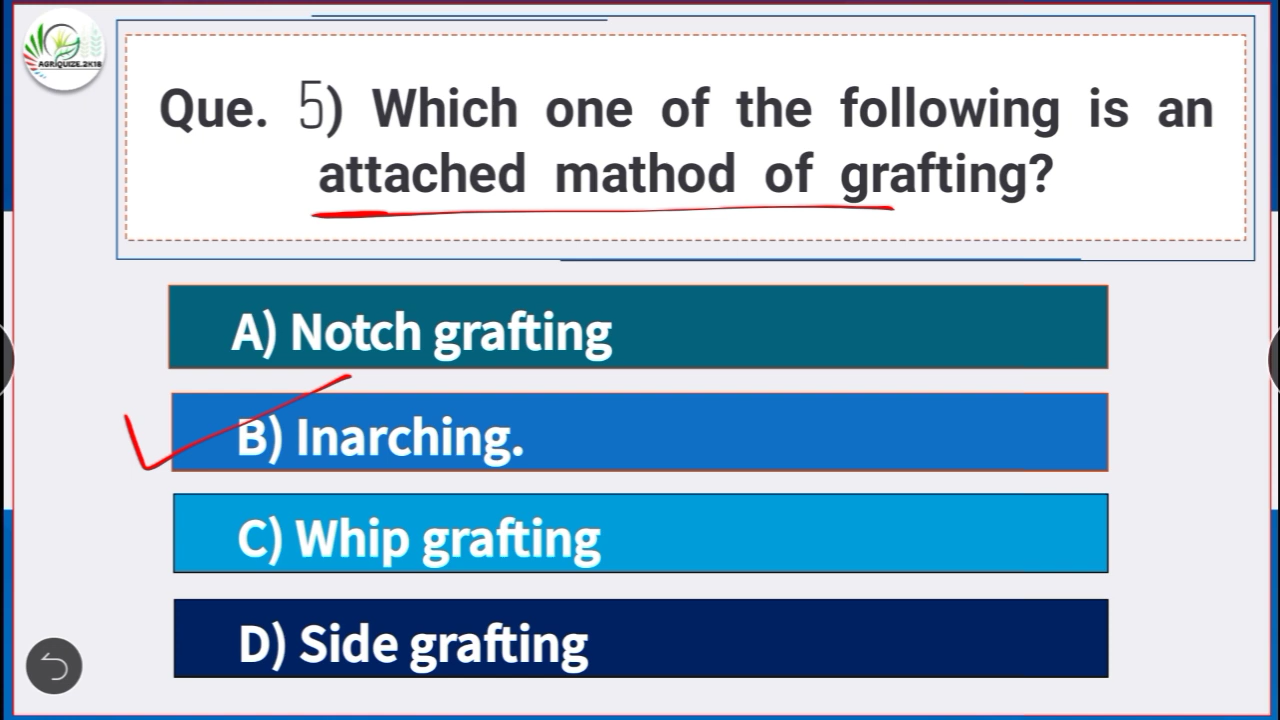 AGRIQUIZE.2K18
Que. 5) Which one of the following is an
attached mathod of grafting?
A) Notch grafting
B) Inarching.
C) Whip grafting
D) Side grafting